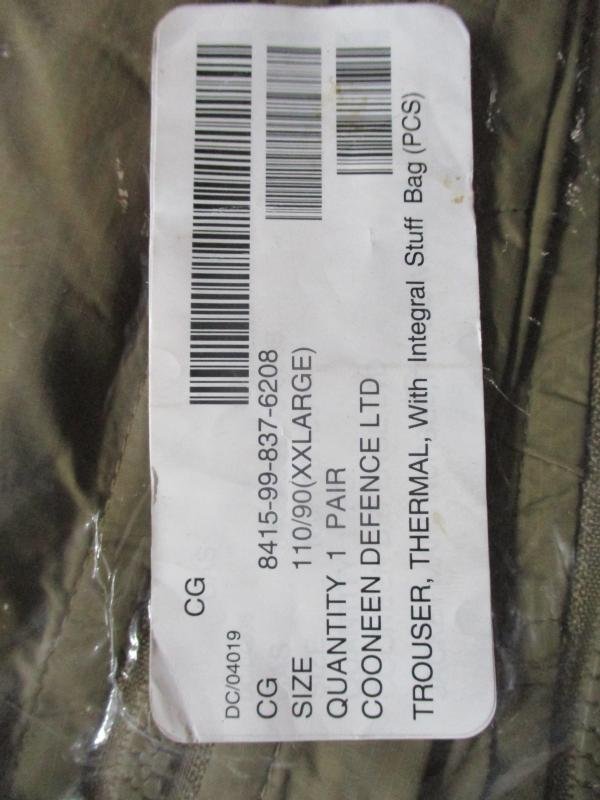 CG
DC/04019
CG 8415-99-837-6208
SIZE 110/90(XXLARGE)
QUANTITY 1 PAIR
COONEEN DEFENCE LTD
TROUSER, THERMAL, With Integral Stuff Bag (PCS)